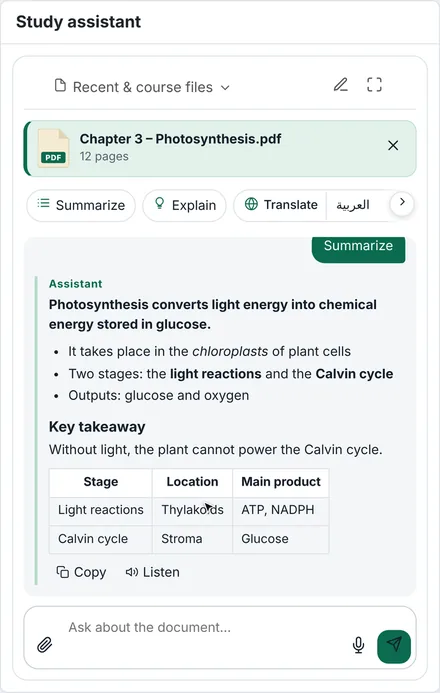 Study assistant
Recent & course files
PDF
Chapter 3 – Photosynthesis.pdf
12 pages
Summarize Explain Translate العربية
Summarize
Assistant
Photosynthesis converts light energy into chemical
energy stored in glucose.
• It takes place in the chloroplasts of plant cells
• Two stages: the light reactions and the Calvin cycle
• Outputs: glucose and oxygen
Key takeaway
Without light, the plant cannot power the Calvin cycle.
Stage Location Main product
Light reactions Thylakoids ATP, NADPH
Calvin cycle Stroma Glucose
Copy Listen
Ask about the document...